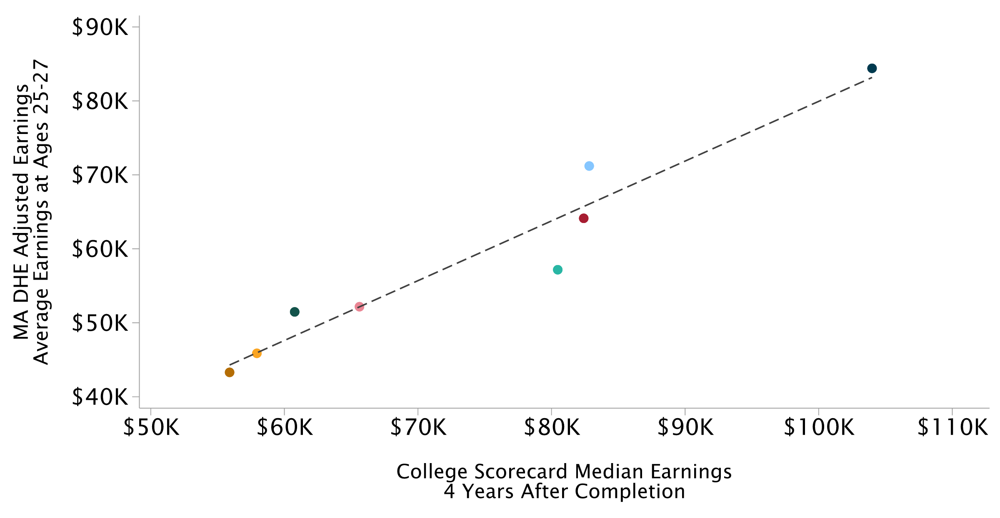 MA DHE Adjusted Earnings
Average Earnings at Ages 25-27
$90K
$80K
$70K
$60K
$50K
$40K
$50K
$60K
$70K
$80K
$90K
$100K
$110K
College Scorecard Median Earnings
4 Years After Completion